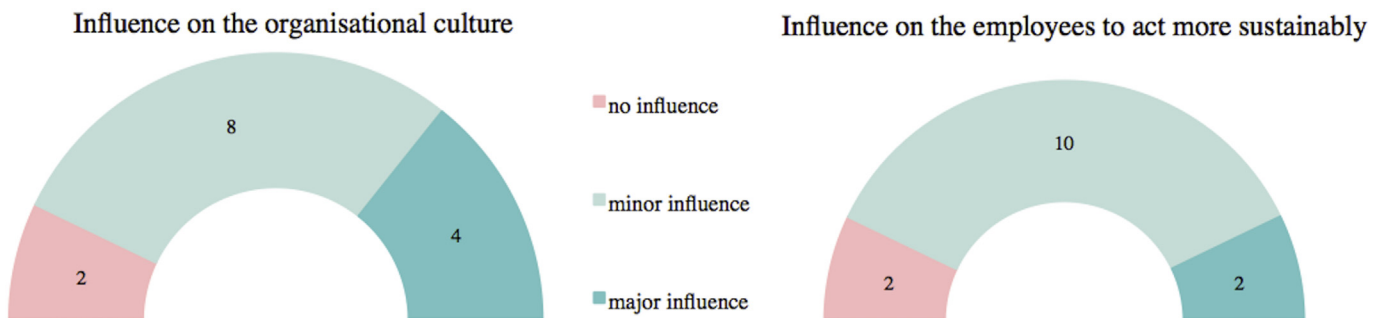 Influence on the organisational culture
8
4
2
no influence
minor influence
major influence
Influence on the employees to act more sustainably
10
2
2